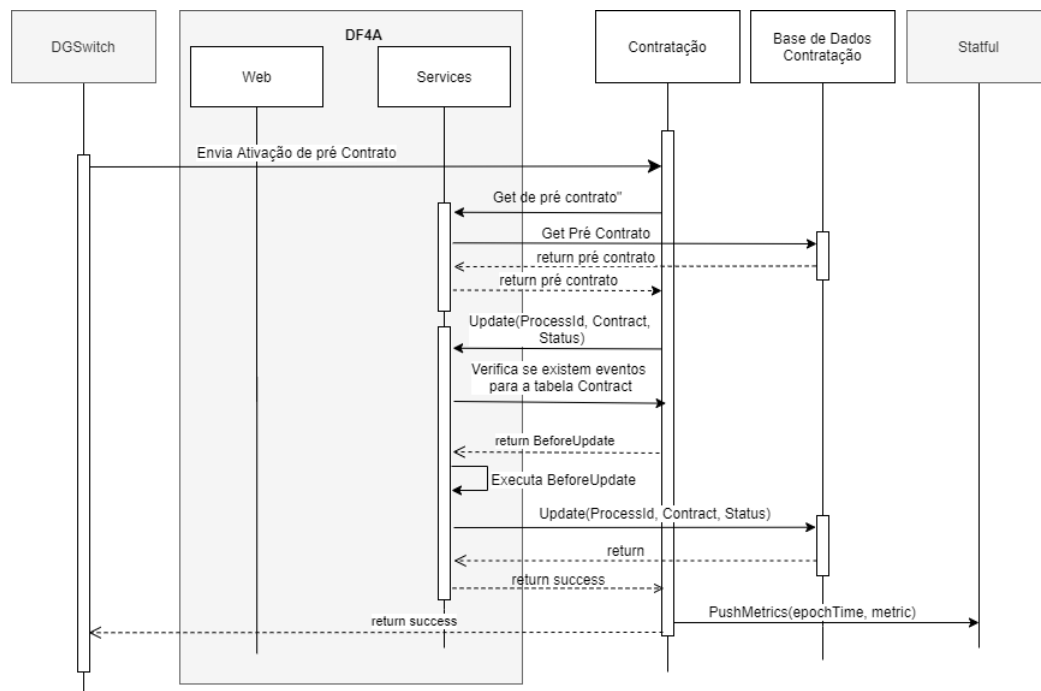 DGSwitch
DF4A
Web
Services
Contratação
Base de Dados
Contratação
Statful
Envia Ativação de pré Contrato
Get de pré contrato"
Get Pré Contrato
return pré contrato
return pré contrato
Update(ProcessId, Contract,
Status)
Verifica se existem eventos
para a tabela Contract
return BeforeUpdate
Executa BeforeUpdate
Update(ProcessId, Contract, Status)
return
return success
PushMetrics(epochTime, metric)
return success